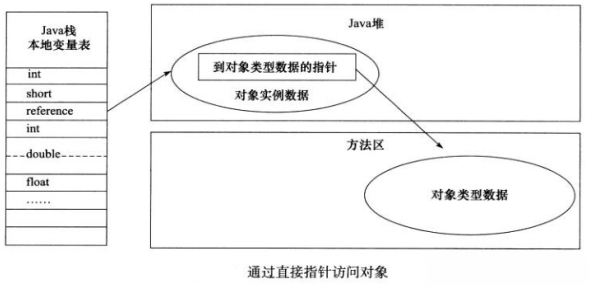 Java栈
本地变量表
int
short
reference
int
double
float
……
Java堆
到对象类型数据的指针
对象实例数据
方法区
对象类型数据
通过直接指针访问对象